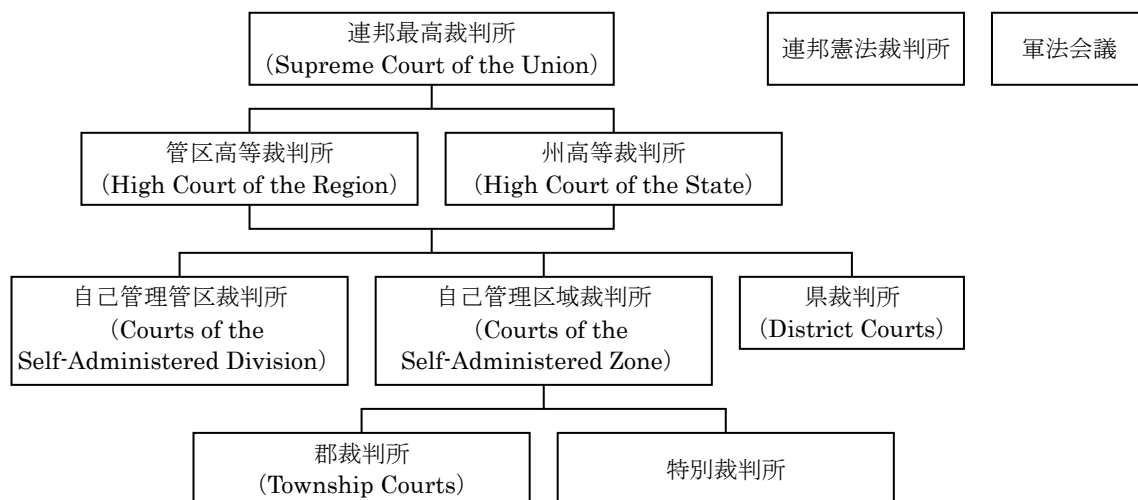 連邦最高裁判所
（Supreme Court of the Union）
連邦憲法裁判所
軍法会議
管区高等裁判所
（High Court of the Region）
州高等裁判所
（High Court of the State）
自己管理管区裁判所
（Courts of the
Self-Administered Division）
自己管理区域裁判所
（Courts of the
Self-Administered Zone）
県裁判所
（District Courts）
郡裁判所
（Township Courts）
特別裁判所